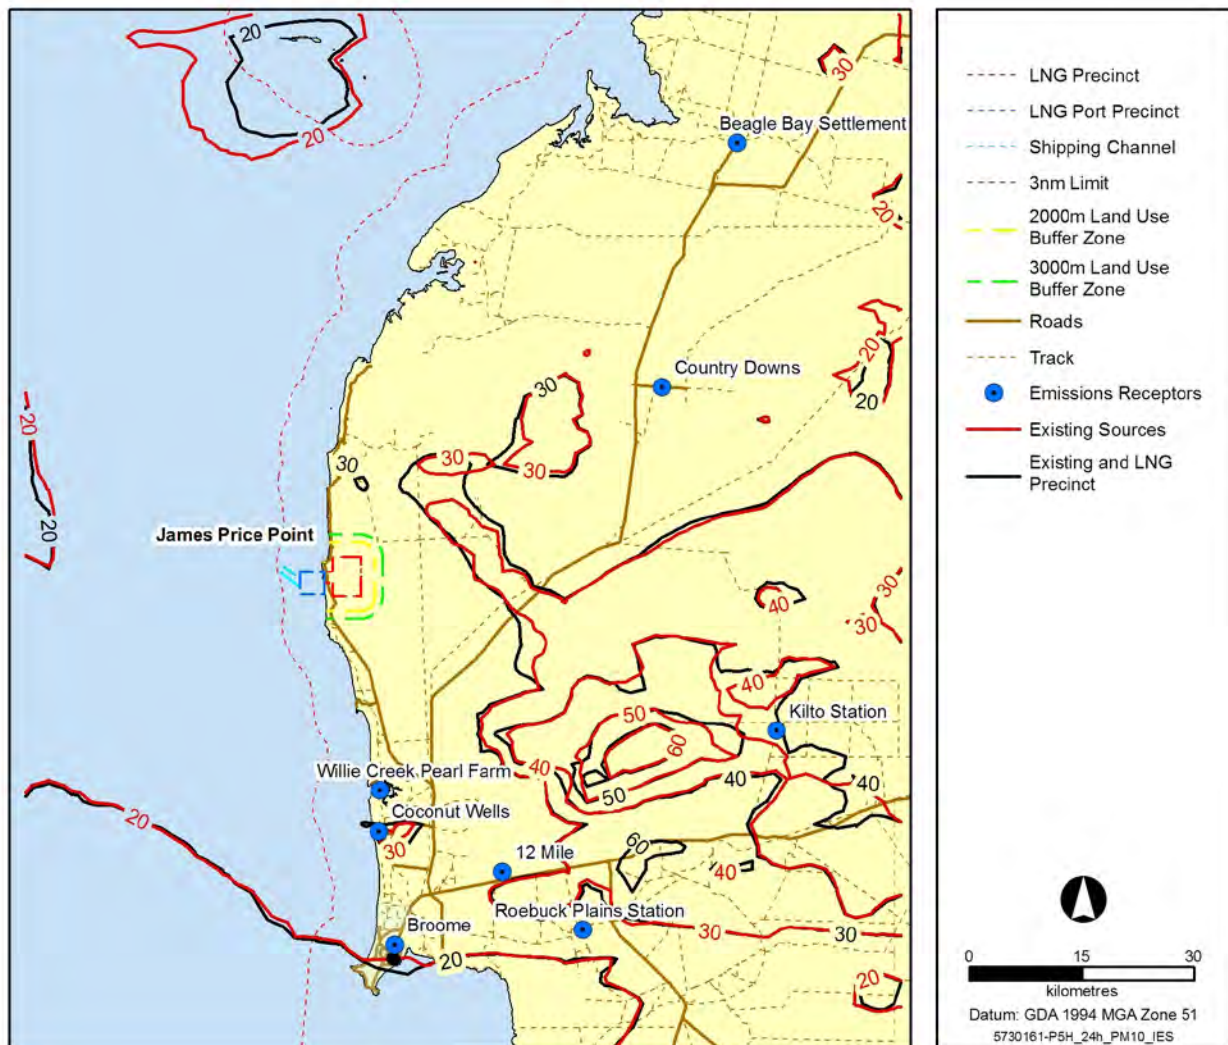 20
20
30
Beagle Bay Settlement
20
20
20
Country Downs
30
30
30
30
20
20
James Price Point
40
30
30
40
Kilto Station
50
60
40
50
40
40
Willie Creek Pearl Farm
Coconut Wells
30
20
12 Mile
60
40
Roebuck Plains Station
30
30
Broome
20
20
LNG Precinct
LNG Port Precinct
Shipping Channel
3nm Limit
2000m Land Use
Buffer Zone
3000m Land Use
Buffer Zone
Roads
Track
Emissions Receptors
Existing Sources
Existing and LNG
Precinct
0
15
30
kilometres
Datum: GDA 1994 MGA Zone 51
5730161-P5H_24h_PM10_IES